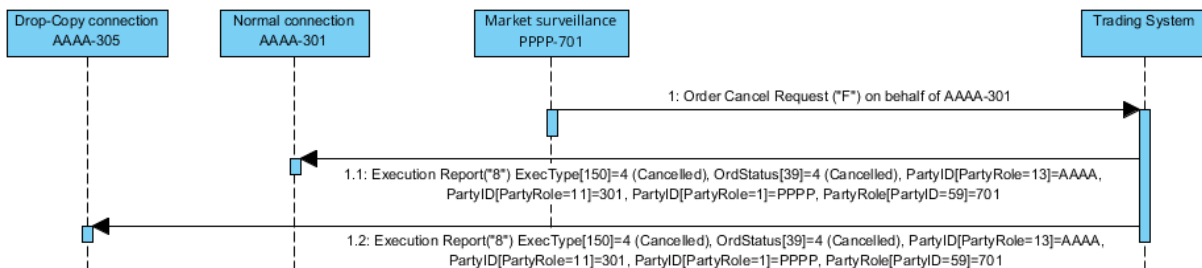 Drop-Copy connection
AAAA-305
Normal connection
AAAA-301
Market surveillance
PPPP-701
Trading System
1: Order Cancel Request ("F") on behalf of AAAA-301
1.1: Execution Report("8") ExecType[150]=4 (Cancelled), OrdStatus[39]=4 (Cancelled), PartyID[PartyRole=13]=AAAA,
PartyID[PartyRole=11]=301, PartyID[PartyRole=1]=PPPP, PartyRole[PartyID=59]=701
1.2: Execution Report("8") ExecType[150]=4 (Cancelled), OrdStatus[39]=4 (Cancelled), PartyID[PartyRole=13]=AAAA,
PartyID[PartyRole=11]=301, PartyID[PartyRole=1]=PPPP, PartyRole[PartyID=59]=701